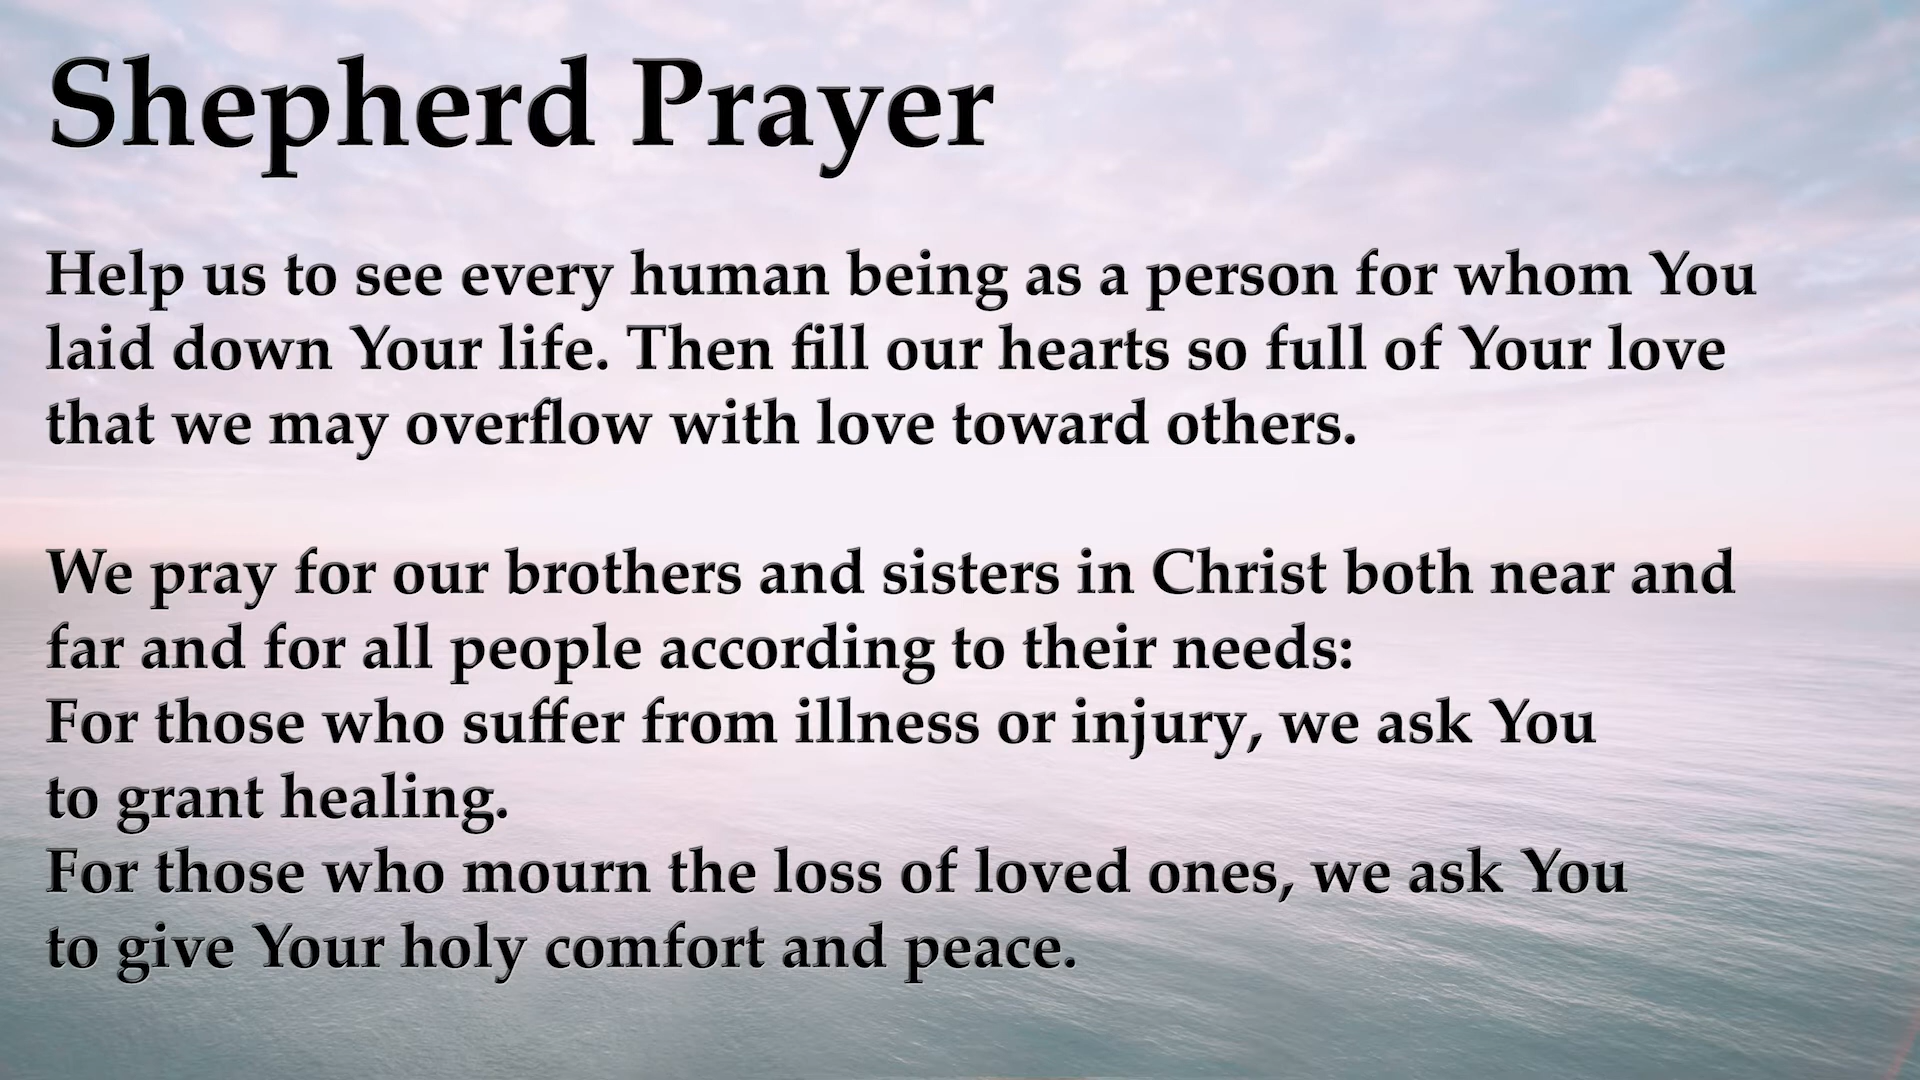 Shepherd Prayer
Help us to see every human being as a person for whom You
laid down Your life. Then fill our hearts so full of Your love
that we may overflow with love toward others.
We pray for our brothers and sisters in Christ both near and
far and for all people according to their needs:
For those who suffer from illness or injury, we ask You
to grant healing.
For those who mourn the loss of loved ones, we ask You
to give Your holy comfort and peace.